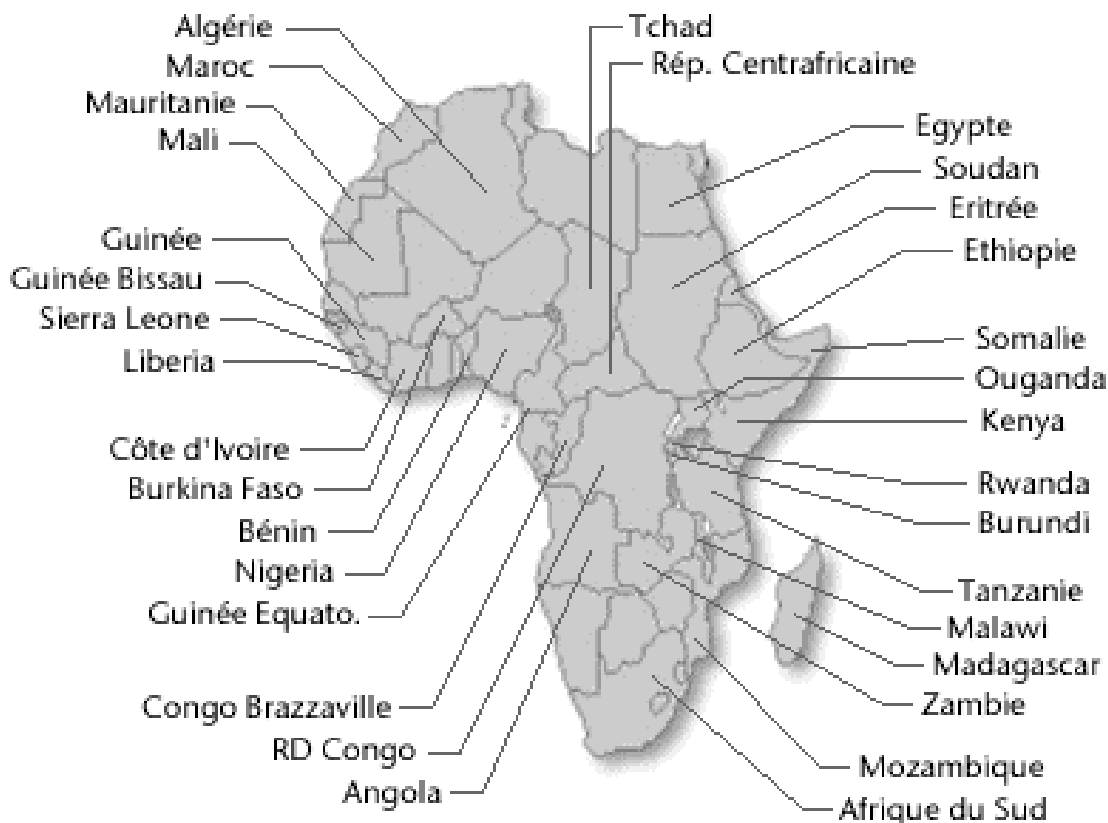 Algérie
Maroc
Mauritanie
Mali
Guinée
Guinée Bissau
Sierra Leone
Liberia
Côte d'Ivoire
Burkina Faso
Bénin
Nigeria
Guinée Equato.
Congo Brazzaville
RD Congo
Angola
Tchad
Rép. Centrafricaine
Egypte
Soudan
Eritrée
Ethiopie
Somalie
Ouganda
Kenya
Rwanda
Burundi
Tanzanie
Malawi
Madagascar
Zambie
Mozambique
Afrique du Sud